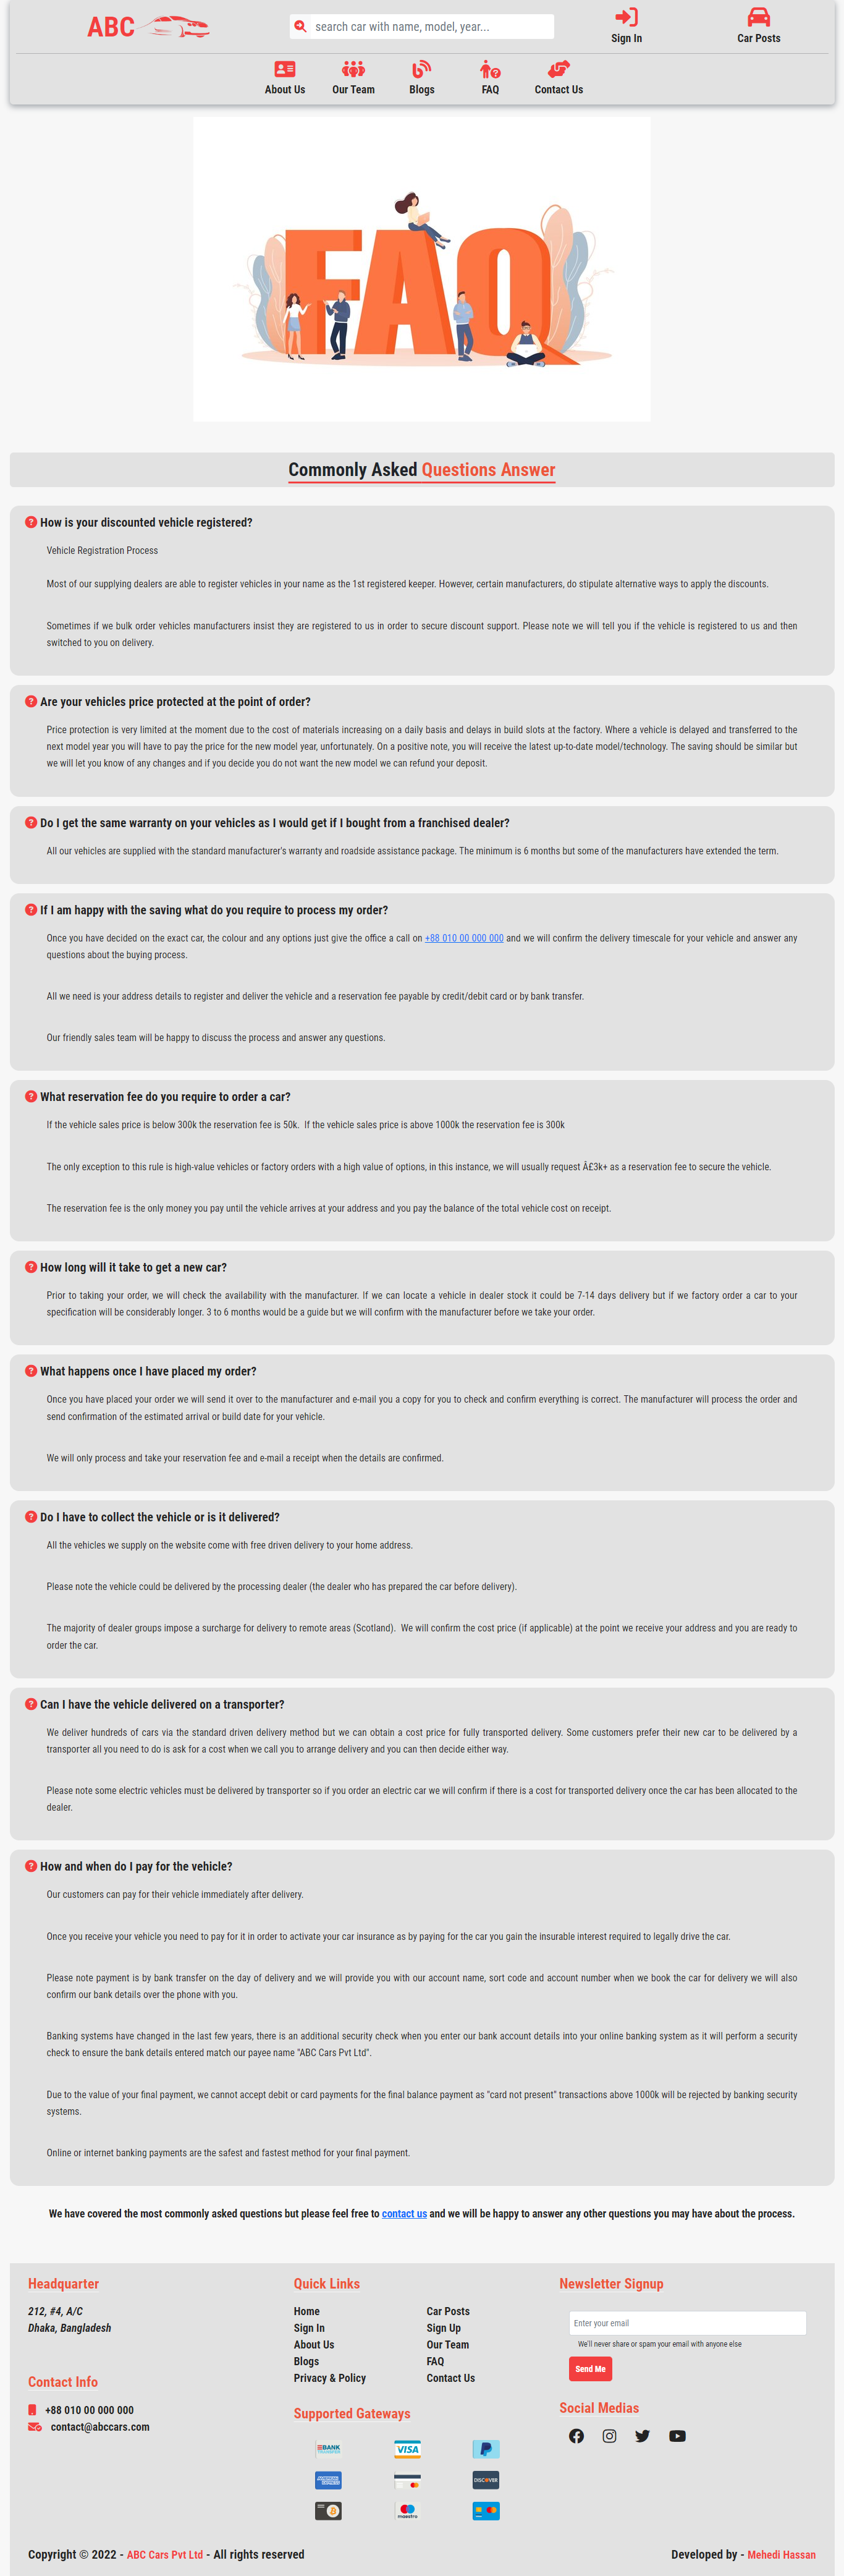 ABC
search car with name, model, year...
Sign In
Car Posts
About Us
Our Team
Blogs
FAQ
Contact Us
FAQ
Commonly Asked Questions Answer
How is your discounted vehicle registered?
Vehicle Registration Process
Most of our supplying dealers are able to register vehicles in your name as the 1st registered keeper. However, certain manufacturers, do stipulate alternative ways to apply the discounts.
Sometimes if we bulk order vehicles manufacturers insist they are registered to us in order to secure discount support. Please note we will tell you if the vehicle is registered to us and then
switched to you on delivery.
Are your vehicles price protected at the point of order?
Price protection is very limited at the moment due to the cost of materials increasing on a daily basis and delays in build slots at the factory. Where a vehicle is delayed and transferred to the
next model year you will have to pay the price for the new model year, unfortunately. On a positive note, you will receive the latest up-to-date model/technology. The saving should be similar but
we will let you know of any changes and if you decide you do not want the new model we can refund your deposit.
Do I get the same warranty on your vehicles as I would get if I bought from a franchised dealer?
All our vehicles are supplied with the standard manufacturer's warranty and roadside assistance package. The minimum is 6 months but some of the manufacturers have extended the term.
If I am happy with the saving what do you require to process my order?
Once you have decided on the exact car, the colour and any options just give the office a call on +88 010 00 000 000 and we will confirm the delivery timescale for your vehicle and answer any
questions about the buying process.
All we need is your address details to register and deliver the vehicle and a reservation fee payable by credit/debit card or by bank transfer.
Our friendly sales team will be happy to discuss the process and answer any questions.
What reservation fee do you require to order a car?
If the vehicle sales price is below 300k the reservation fee is 50k.  If the vehicle sales price is above 1000k the reservation fee is 300k
The only exception to this rule is high-value vehicles or factory orders with a high value of options, in this instance, we will usually request Â£3k+ as a reservation fee to secure the vehicle.
The reservation fee is the only money you pay until the vehicle arrives at your address and you pay the balance of the total vehicle cost on receipt.
How long will it take to get a new car?
Prior to taking your order, we will check the availability with the manufacturer. If we can locate a vehicle in dealer stock it could be 7-14 days delivery but if we factory order a car to your
specification will be considerably longer. 3 to 6 months would be a guide but we will confirm with the manufacturer before we take your order.
What happens once I have placed my order?
Once you have placed your order we will send it over to the manufacturer and e-mail you a copy for you to check and confirm everything is correct. The manufacturer will process the order and
send confirmation of the estimated arrival or build date for your vehicle.
We will only process and take your reservation fee and e-mail a receipt when the details are confirmed.
Do I have to collect the vehicle or is it delivered?
All the vehicles we supply on the website come with free driven delivery to your home address.
Please note the vehicle could be delivered by the processing dealer (the dealer who has prepared the car before delivery).
The majority of dealer groups impose a surcharge for delivery to remote areas (Scotland).  We will confirm the cost price (if applicable) at the point we receive your address and you are ready to
order the car.
Can I have the vehicle delivered on a transporter?
We deliver hundreds of cars via the standard driven delivery method but we can obtain a cost price for fully transported delivery. Some customers prefer their new car to be delivered by a
transporter all you need to do is ask for a cost when we call you to arrange delivery and you can then decide either way.
Please note some electric vehicles must be delivered by transporter so if you order an electric car we will confirm if there is a cost for transported delivery once the car has been allocated to the
dealer.
How and when do I pay for the vehicle?
Our customers can pay for their vehicle immediately after delivery.
Once you receive your vehicle you need to pay for it in order to activate your car insurance as by paying for the car you gain the insurable interest required to legally drive the car.
Please note payment is by bank transfer on the day of delivery and we will provide you with our account name, sort code and account number when we book the car for delivery we will also
confirm our bank details over the phone with you.
Banking systems have changed in the last few years, there is an additional security check when you enter our bank account details into your online banking system as it will perform a security
check to ensure the bank details entered match our payee name "ABC Cars Pvt Ltd".
Due to the value of your final payment, we cannot accept debit or card payments for the final balance payment as "card not present" transactions above 1000k will be rejected by banking security
systems.
Online or internet banking payments are the safest and fastest method for your final payment.
We have covered the most commonly asked questions but please feel free to contact us and we will be happy to answer any other questions you may have about the process.
Headquarter
212, #4, A/C
Dhaka, Bangladesh
Contact Info
+88 010 00 000 000
contact@abccars.com
Quick Links
Home
Car Posts
Sign In
Sign Up
About Us
Our Team
Blogs
FAQ
Privacy & Policy
Contact Us
Supported Gateways
BANK
VISA
DISCOVER
maestro
Newsletter Signup
Enter your email
We'll never share or spam your email with anyone else
Send Me
Social Medias
Copyright © 2022 - ABC Cars Pvt Ltd - All rights reserved
Developed by - Mehedi Hassan